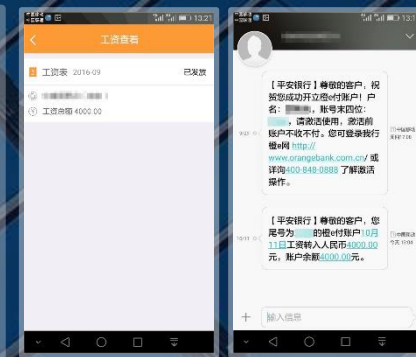 13:21
工资查看
工资表 2016-09
已发放
工资金额 4000.00
【平安银行】尊敬的客户，祝
贺您成功开立橙e付账户！户
名：
，账号末四位：
，请激活使用，激活前
账户不收不付。您可登录我行
橙e网 http://
www.orangebank.com.cn/ 或
详询400-848-0888 了解激活
操作。
【平安银行】尊敬的客户，您
尾号为 的橙e付账户10月
11日工资转入人民币4000.00
元，账户余额4000.00元。
输入信息